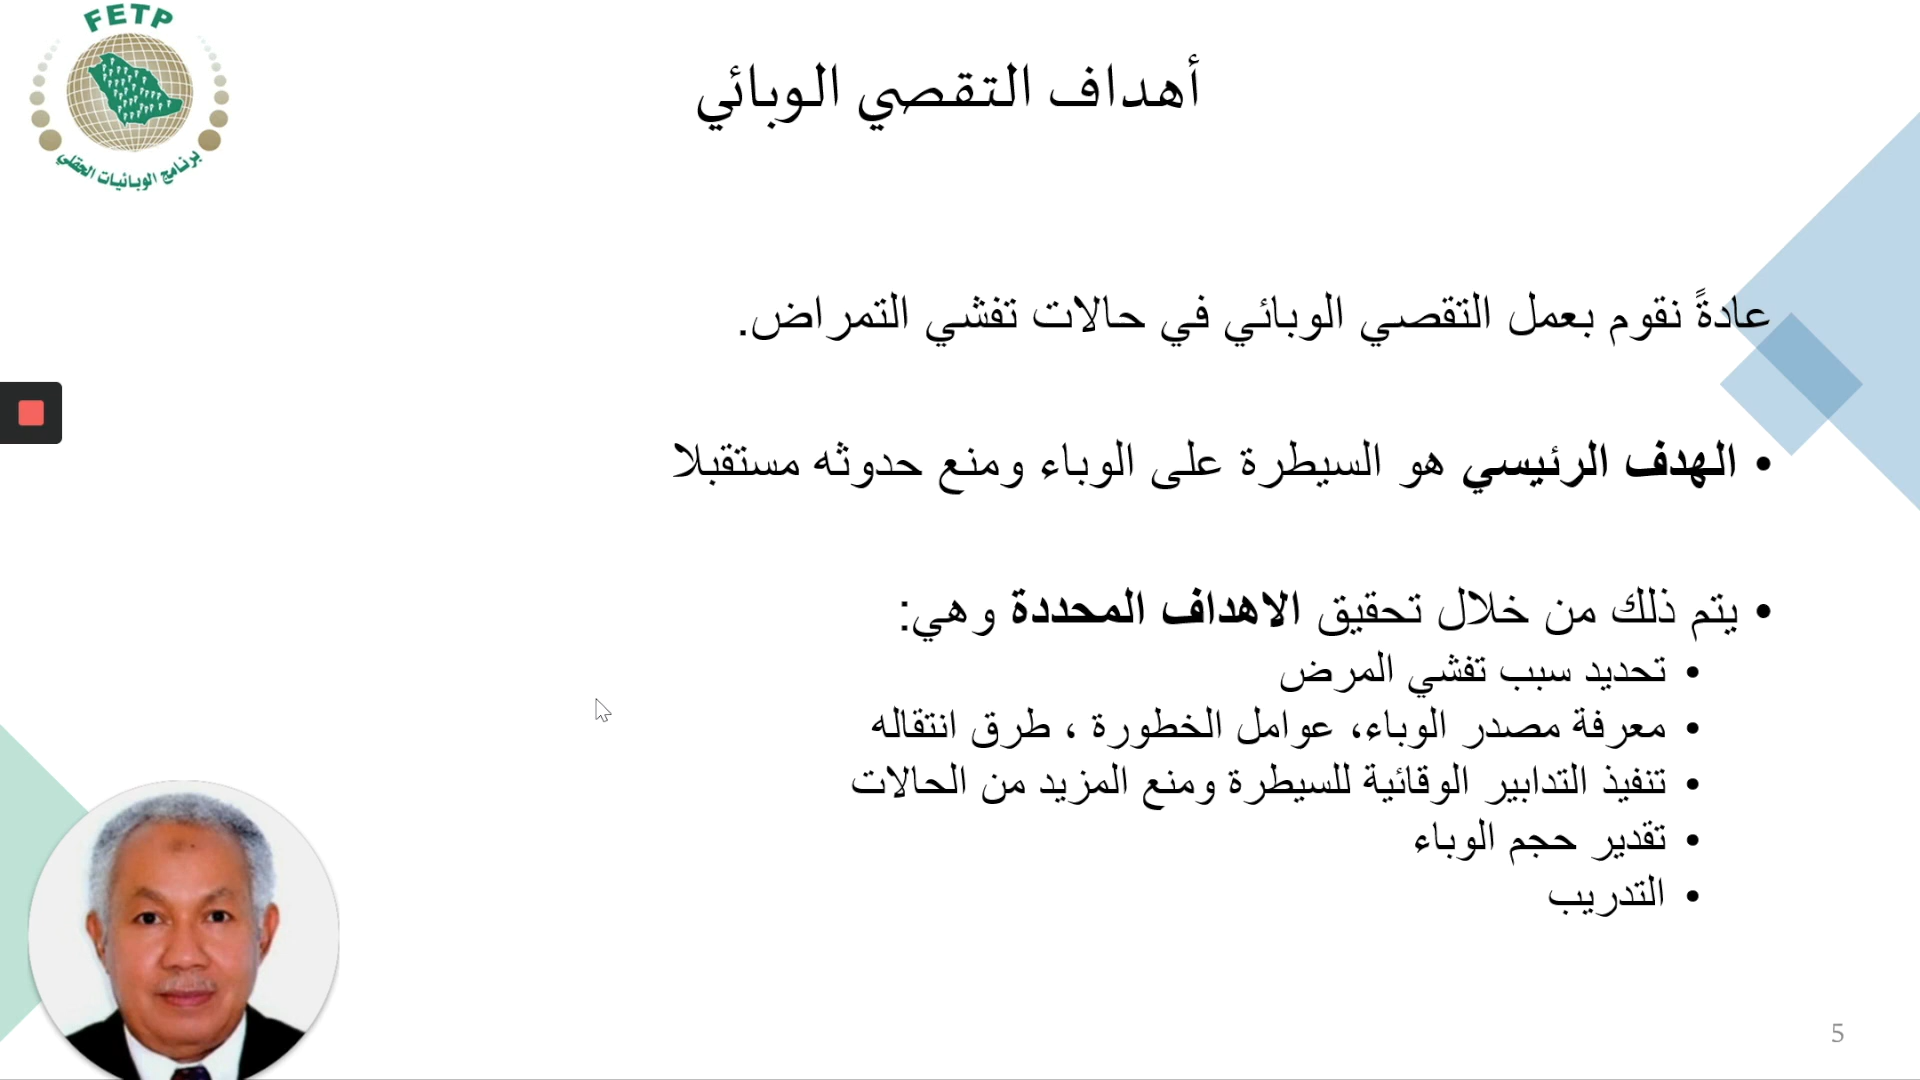 FETP
برنامج الوبائيات الحقلي
أهداف التقصي الوبائي
عادةً نقوم بعمل التقصي الوبائي في حالات تفشي التمراض.
• الهدف الرئيسي هو السيطرة على الوباء ومنع حدوثه مستقبلا
• يتم ذلك من خلال تحقيق الاهداف المحددة وهي:
• تحديد سبب تفشي المرض
• معرفة مصدر الوباء، عوامل الخطورة ، طرق انتقاله
• تنفيذ التدابير الوقائية للسيطرة ومنع المزيد من الحالات
• تقدير حجم الوباء
• التدريب
5